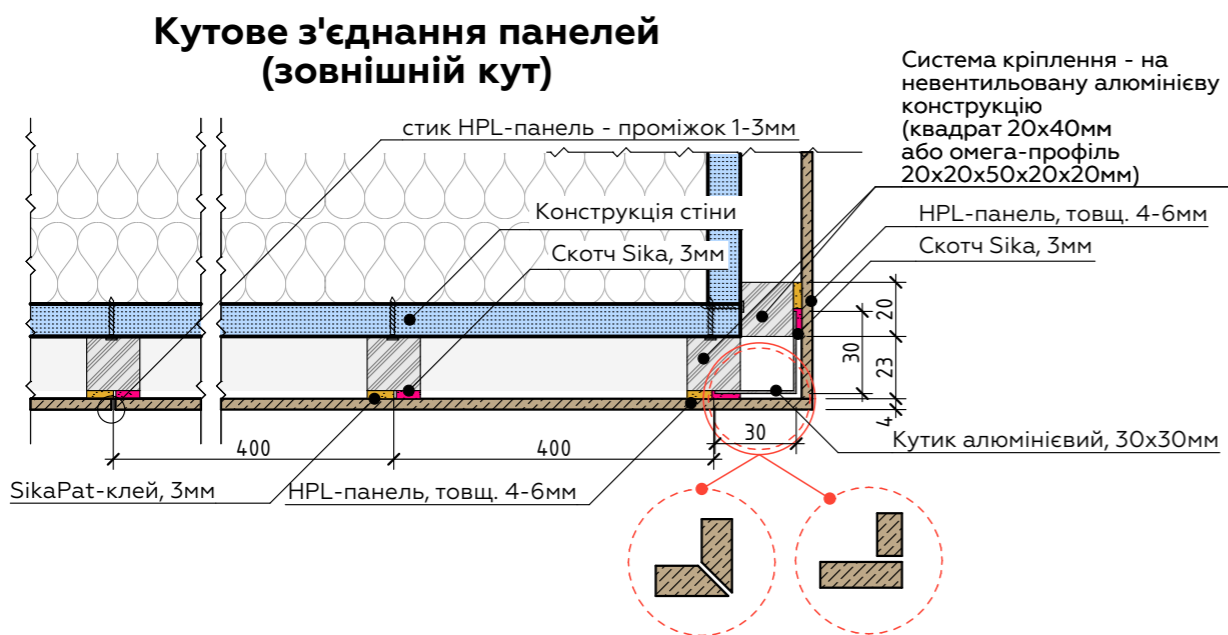 Кутове з'єднання панелей
(зовнішній кут)
Система кріплення - на
невентильовану алюмінієву
конструкцію
(квадрат 20х40мм
або омега-профіль
20х20х50х20х20мм)
стик HPL-панель - проміжок 1-3мм
HPL-панель, товщ. 4-6мм
Конструкція стіни
Скотч Sika, 3мм
Скотч Sika, 3мм
20
30
23
4
30
400
400
Кутик алюмінієвий, 30х30мм
SikaPat-клей, 3мм
HPL-панель, товщ. 4-6мм